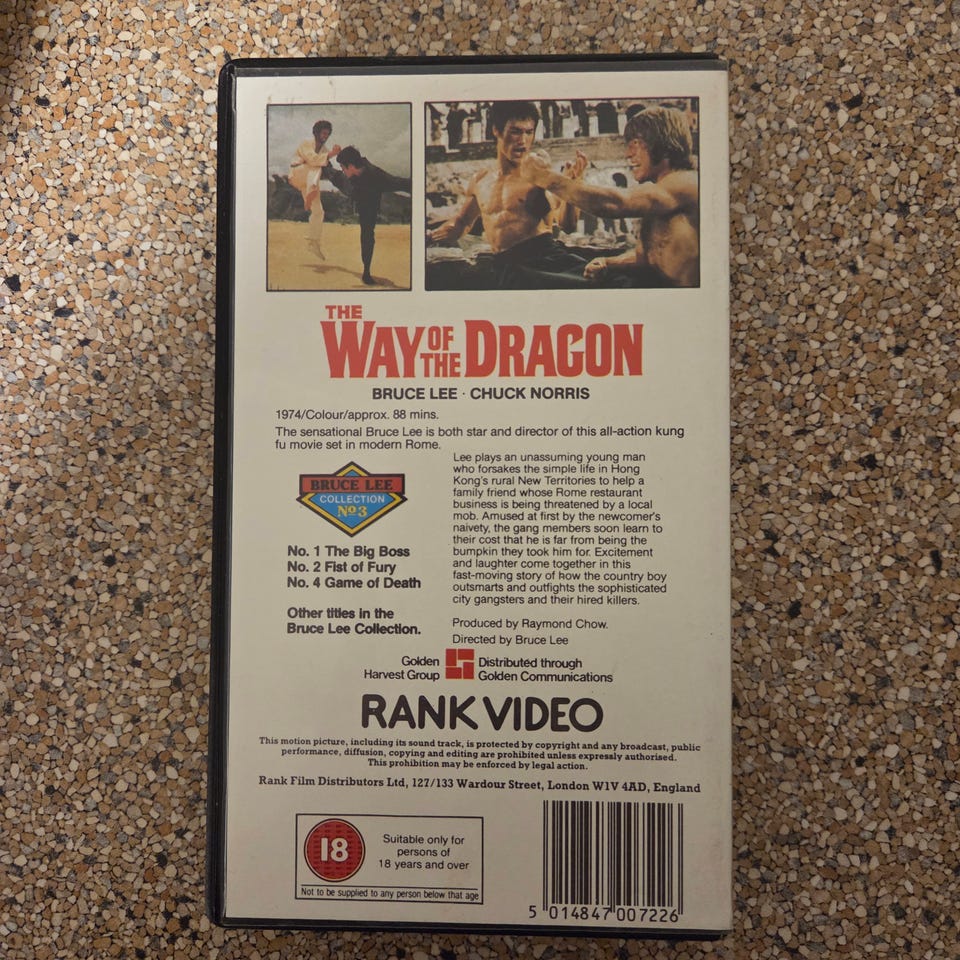 THE
WAY OF THE DRAGON
BRUCE LEE · CHUCK NORRIS
1974/Colour/approx. 88 mins.
The sensational Bruce Lee is both star and director of this all-action kung
fu movie set in modern Rome.
Lee plays an unassuming young man
who forsakes the simple life in Hong
Kong's rural New Territories to help a
family friend whose Rome restaurant
business is being threatened by a local
mob. Amused at first by the newcomer's
naivety, the gang members soon learn to
their cost that he is far from being the
bumpkin they took him for. Excitement
and laughter come together in this
fast-moving story of how the country boy
outsmarts and outfights the sophisticated
city gangsters and their hired killers.
BRUCE LEE
COLLECTION
No 3
No. 1 The Big Boss
No. 2 Fist of Fury
No. 4 Game of Death
Other titles in the
Bruce Lee Collection.
Produced by Raymond Chow.
Directed by Bruce Lee
Golden
Harvest Group
Distributed through
Golden Communications
RANK VIDEO
This motion picture, including its sound track, is protected by copyright and any broadcast, public
performance, diffusion, copying and editing are prohibited unless expressly authorised.
This prohibition may be enforced by legal action.
Rank Film Distributors Ltd, 127/133 Wardour Street, London W1V 4AD, England
18
Suitable only for
persons of
18 years and over
Not to be supplied to any person below that age
5 014847 007226